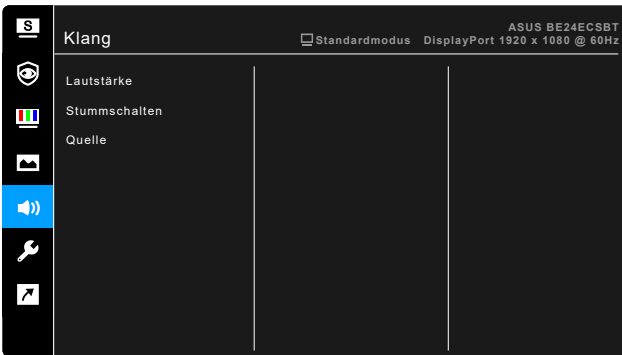 S
ASUS BE24ECSBT
Klang
Standardmodus DisplayPort 1920 x 1080 @ 60Hz
Lautstärke
Stummschalten
Quelle